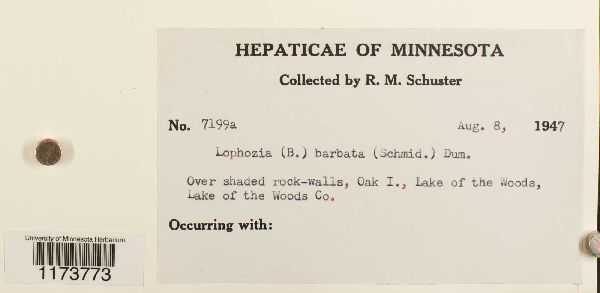 HEPATICAE OF MINNESOTA
Collected by R. M. Schuster
No. 7199a Aug. 8, 1947
Lophozia (B.) barbata (Schmid.) Dum.
Over shaded rock-walls, Oak I., Lake of the Woods,
Lake of the Woods Co.
Occurring with:
University of Minnesota Herbarium
1173773